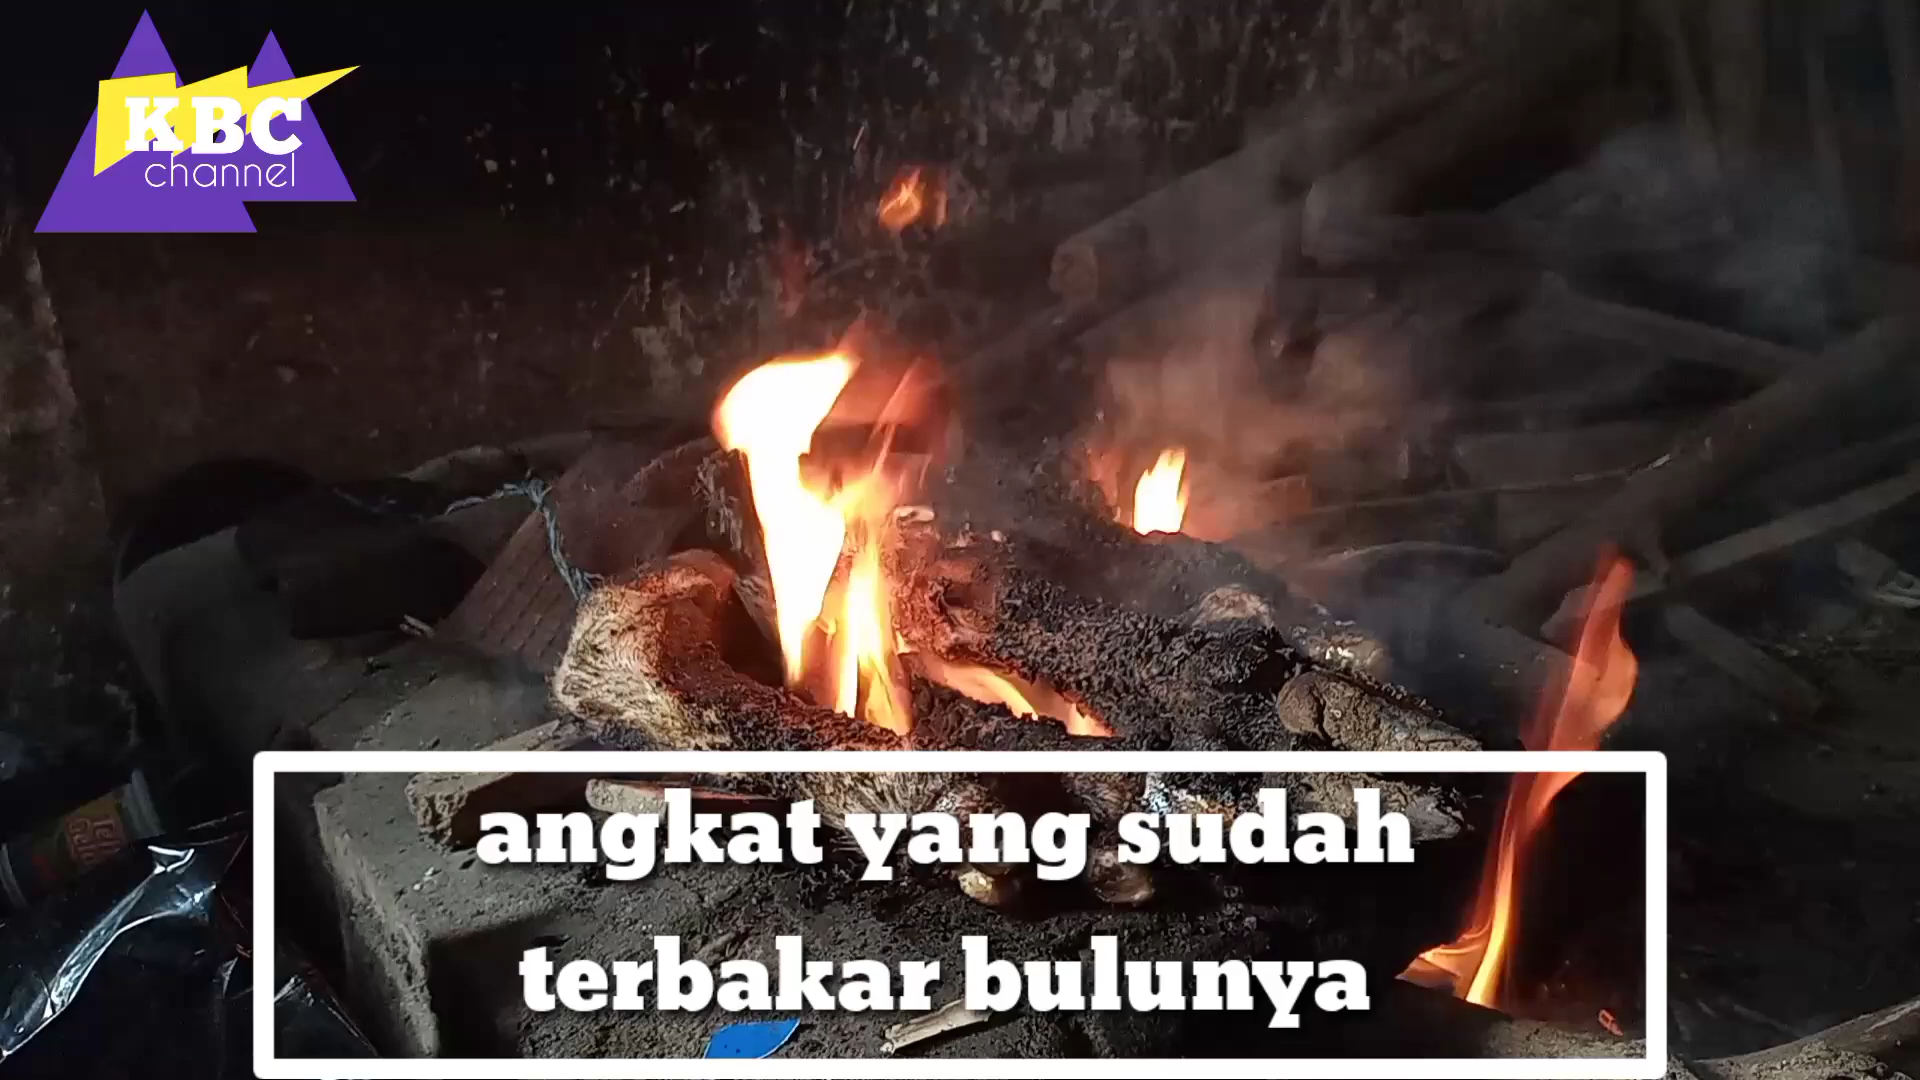 KBC
channel
angkat yang sudah
terbakar bulunya